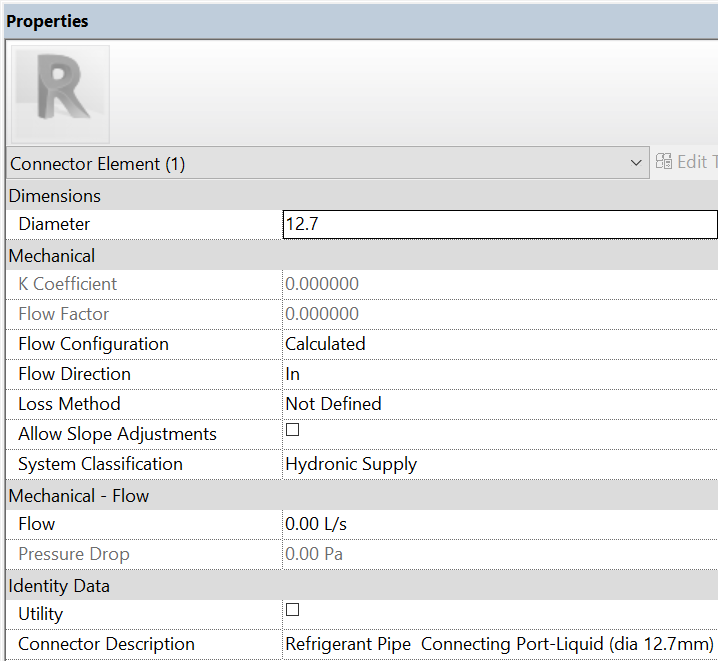 Properties
R
Connector Element (1) Edit T
Dimensions
Diameter 12.7
Mechanical
K Coefficient 0.000000
Flow Factor 0.000000
Flow Configuration Calculated
Flow Direction In
Loss Method Not Defined
Allow Slope Adjustments
System Classification Hydronic Supply
Mechanical - Flow
Flow 0.00 L/s
Pressure Drop 0.00 Pa
Identity Data
Utility
Connector Description Refrigerant Pipe  Connecting Port-Liquid (dia 12.7mm)